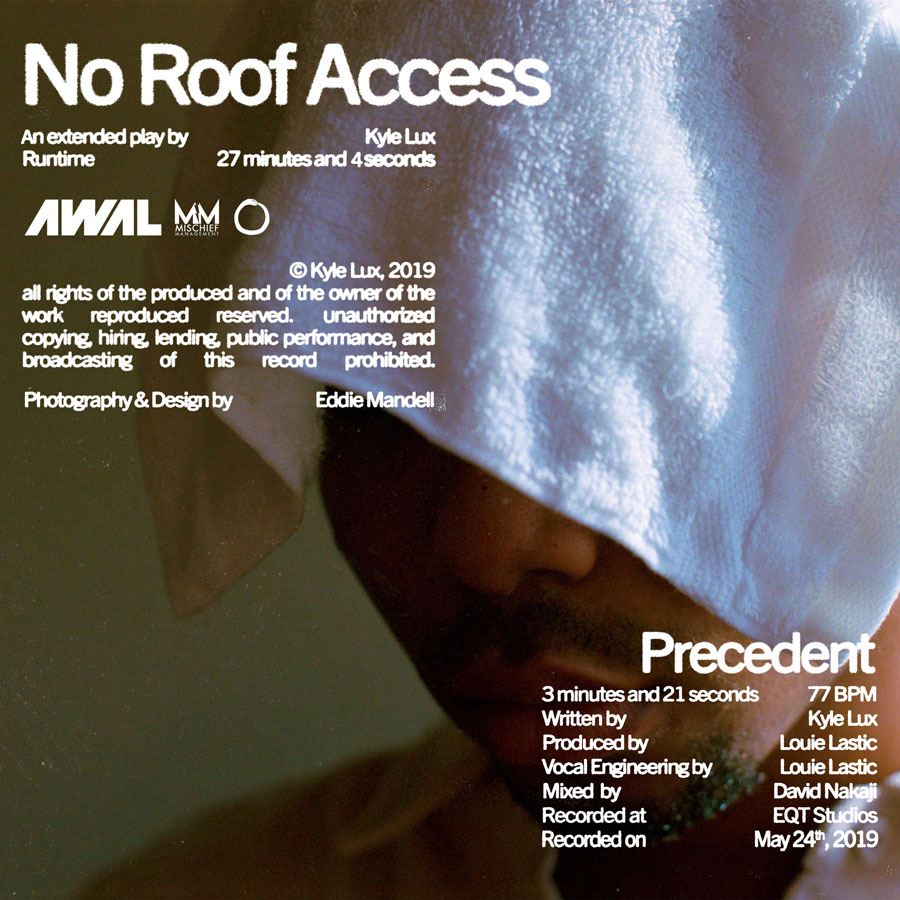 No Roof Access
An extended play by Kyle Lux
Runtime 27 minutes and 4 seconds
AWAL MM
MISCHIEF
MANAGEMENT
© Kyle Lux, 2019
all rights of the produced and of the owner of the
work reproduced reserved. unauthorized
copying, hiring, lending, public performance, and
broadcasting of this record prohibited.
Photography & Design by Eddie Mandell
Precedent
3 minutes and 21 seconds 77 BPM
Written by Kyle Lux
Produced by Louie Lastic
Vocal Engineering by Louie Lastic
Mixed by David Nakaji
Recorded at EQT Studios
Recorded on May 24th, 2019